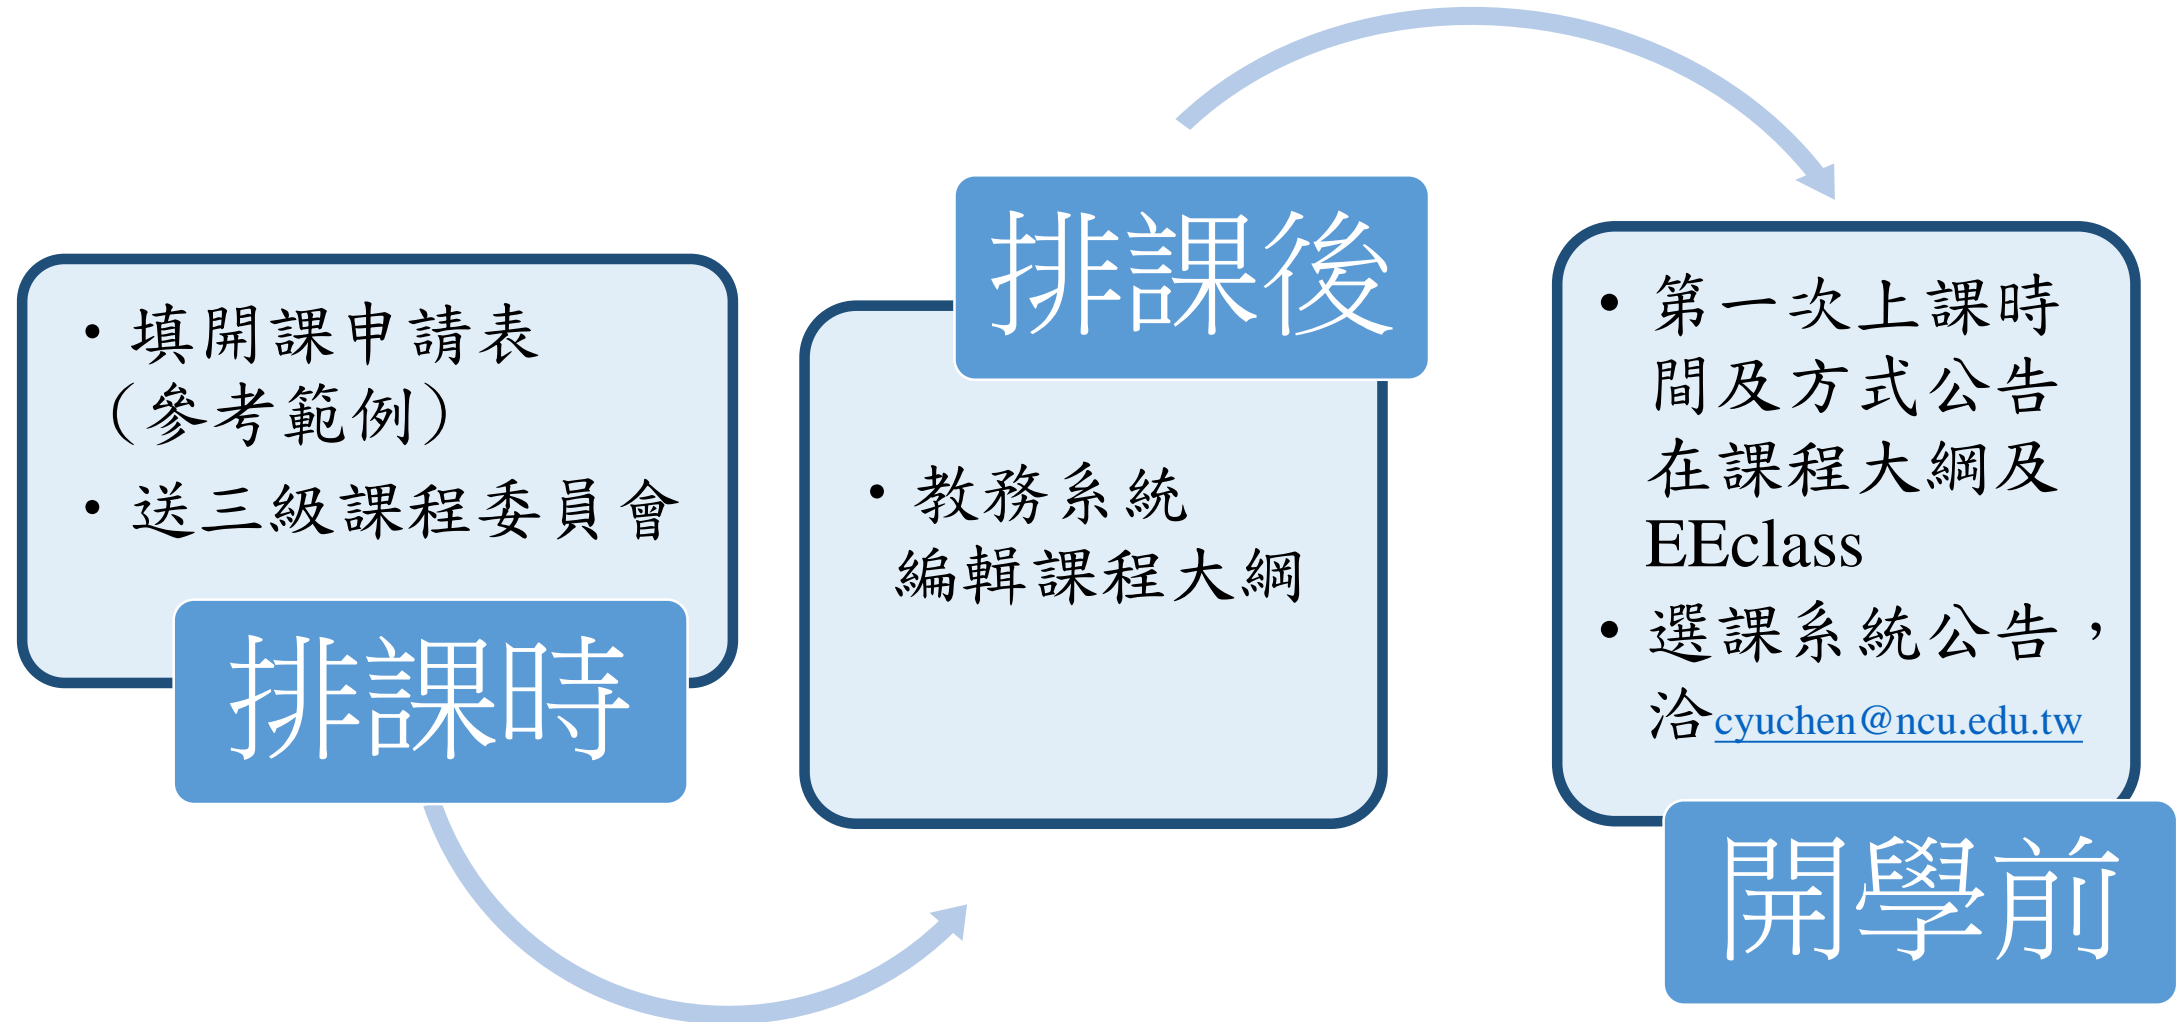 • 填開課申請表
（參考範例）
• 送三級課程委員會
排課時
排課後
• 教務系統
編輯課程大綱
• 第一次上課時
間及方式公告
在課程大綱及
EEclass
• 選課系統公告，
洽cyuchen@ncu.edu.tw
開學前